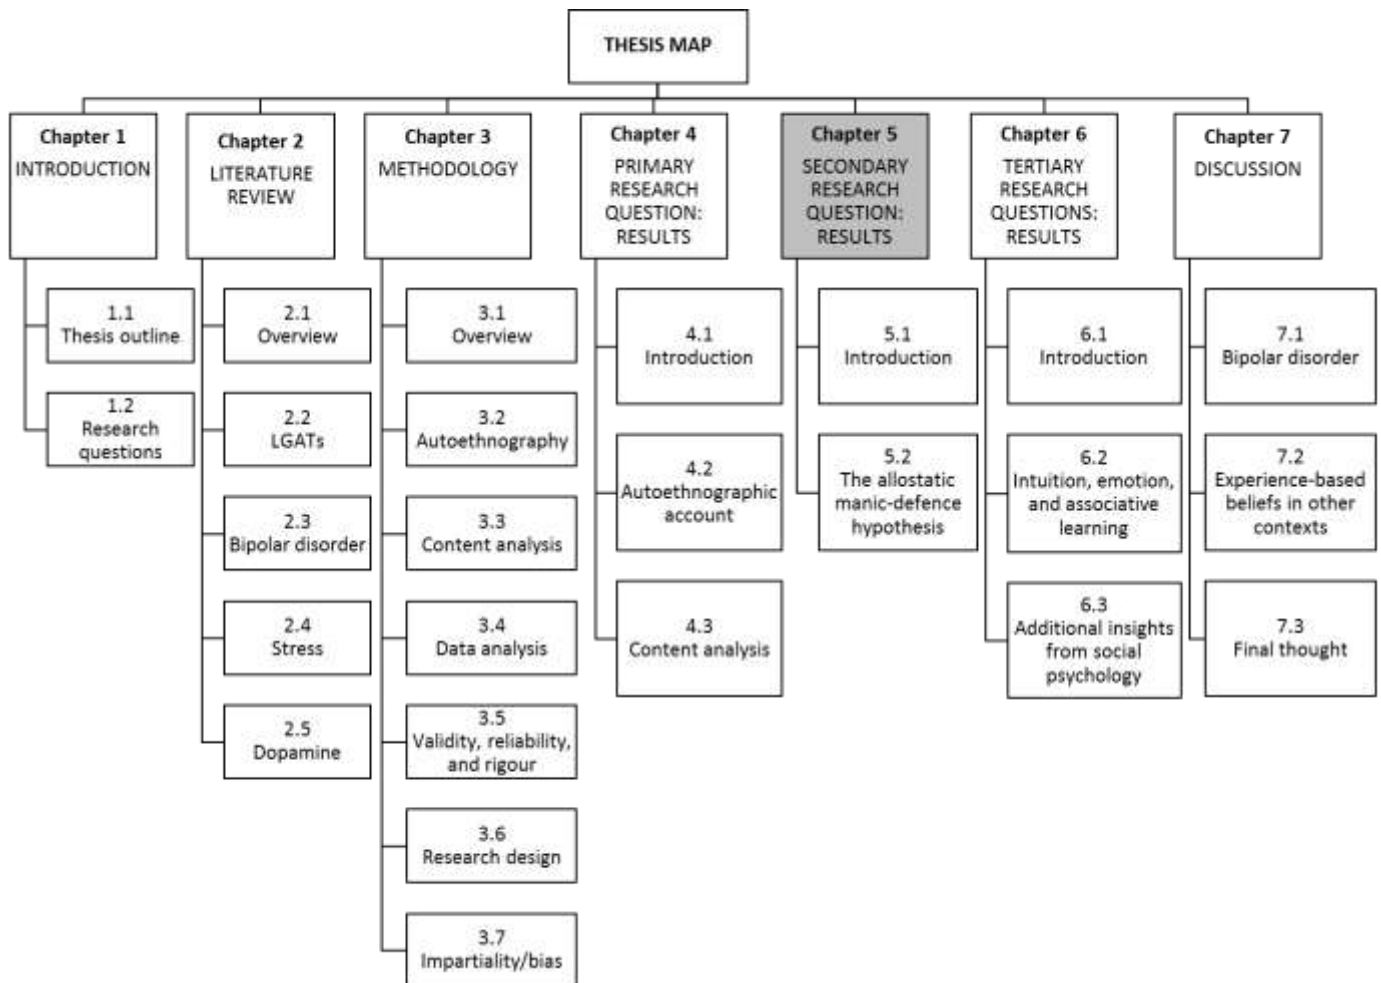 THESIS MAP
Chapter 1
INTRODUCTION
1.1
Thesis outline
1.2
Research
questions
Chapter 2
LITERATURE
REVIEW
2.1
Overview
2.2
LGATs
2.3
Bipolar disorder
2.4
Stress
2.5
Dopamine
Chapter 3
METHODOLOGY
3.1
Overview
3.2
Autoethnography
3.3
Content analysis
3.4
Data analysis
3.5
Validity, reliability,
and rigour
3.6
Research design
3.7
Impartiality/bias
Chapter 4
PRIMARY
RESEARCH
QUESTION:
RESULTS
4.1
Introduction
4.2
Autoethnographic
account
4.3
Content analysis
Chapter 5
SECONDARY
RESEARCH
QUESTION:
RESULTS
5.1
Introduction
5.2
The allostatic
manic-defence
hypothesis
Chapter 6
TERTIARY
RESEARCH
QUESTIONS:
RESULTS
6.1
Introduction
6.2
Intuition, emotion,
and associative
learning
6.3
Additional insights
from social
psychology
Chapter 7
DISCUSSION
7.1
Bipolar disorder
7.2
Experience-based
beliefs in other
contexts
7.3
Final thought